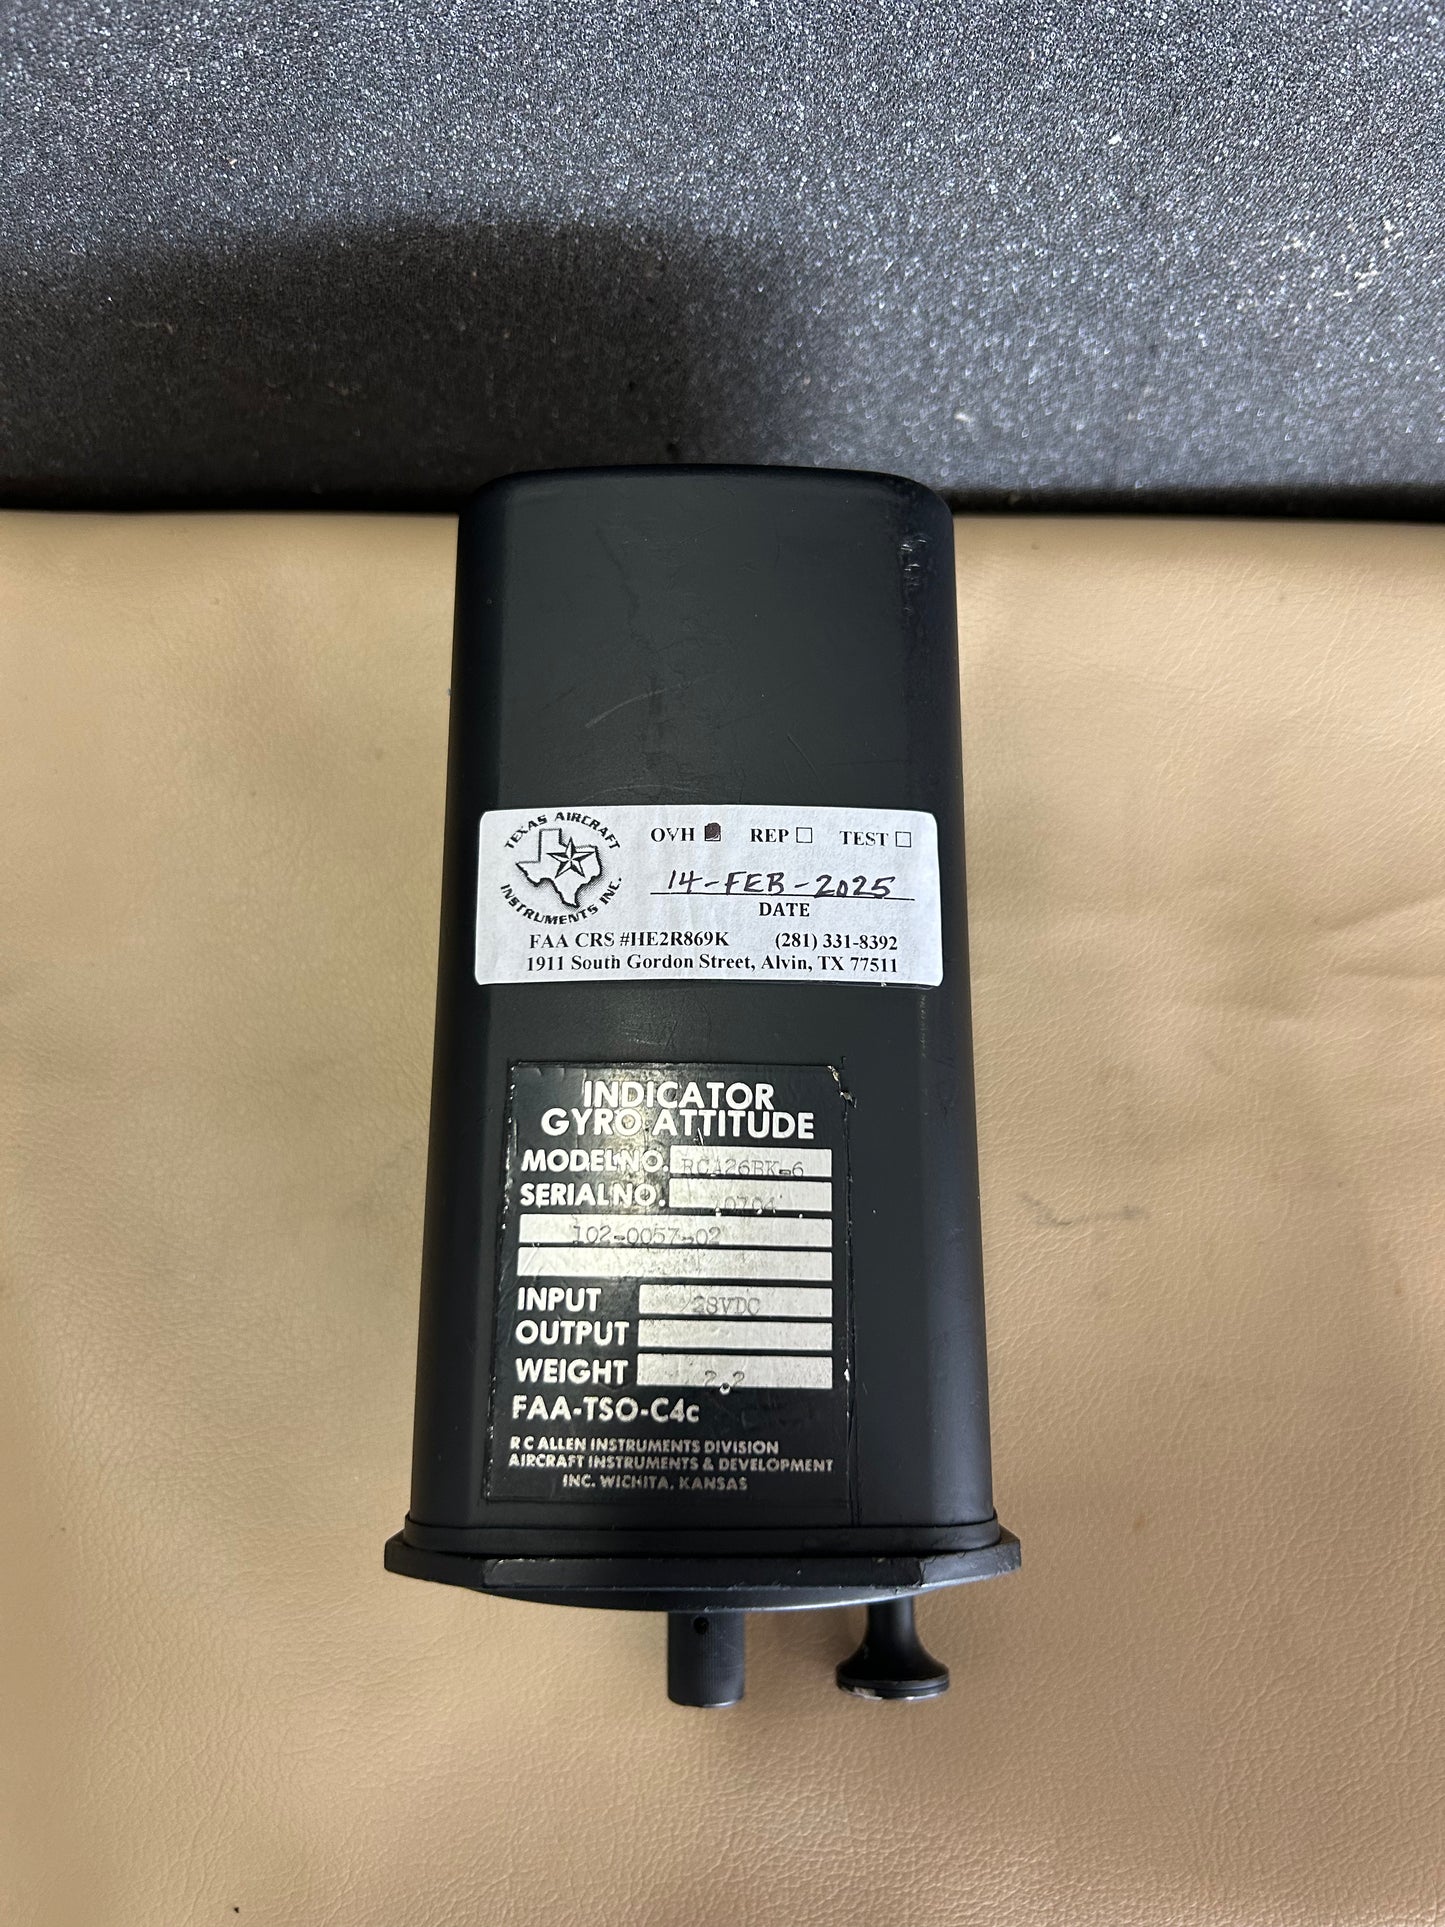 TEXAS AIRCRAFT
INSTRUMENTS INC.
OVH REP TEST
14-FEB-2025
DATE
FAA CRS #HE2R869K (281) 331-8392
1911 South Gordon Street, Alvin, TX 77511
INDICATOR
GYRO ATTITUDE
MODEL NO. RCA26BK-6
SERIAL NO.
102-0057-02
INPUT 28VDC
OUTPUT
WEIGHT 2.2
FAA-TSO-C4c
R C ALLEN INSTRUMENTS DIVISION
AIRCRAFT INSTRUMENTS & DEVELOPMENT
INC. WICHITA, KANSAS